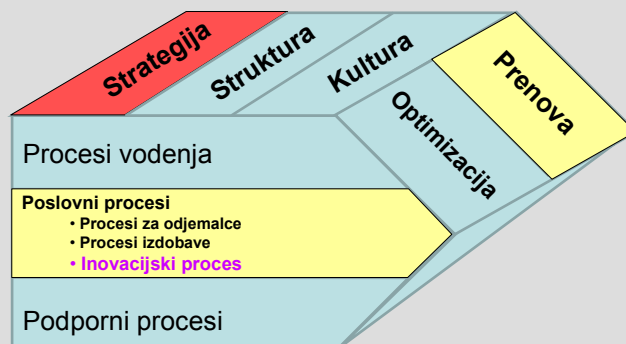 Strategija
Struktura
Kultura
Prenova
Optimizacija
Procesi vodenja
Poslovni procesi
• Procesi za odjemalce
• Procesi izdobave
• Inovacijski proces
Podporni procesi